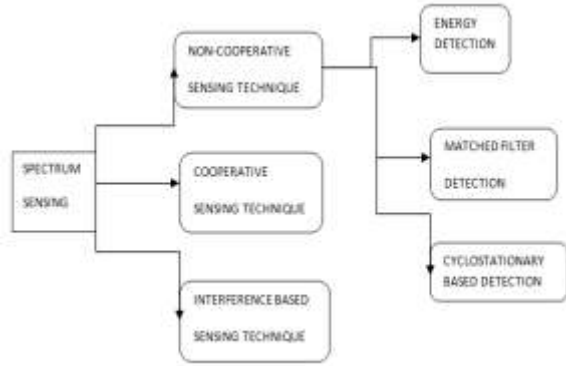 SPECTRUM
SENSING
NON-COOPERATIVE
SENSING TECHNIQUE
COOPERATIVE
SENSING TECHNIQUE
INTERFERENCE BASED
SENSING TECHNIQUE
ENERGY
DETECTION
MATCHED FILTER
DETECTION
CYCLOSTATIONARY
BASED DETECTION